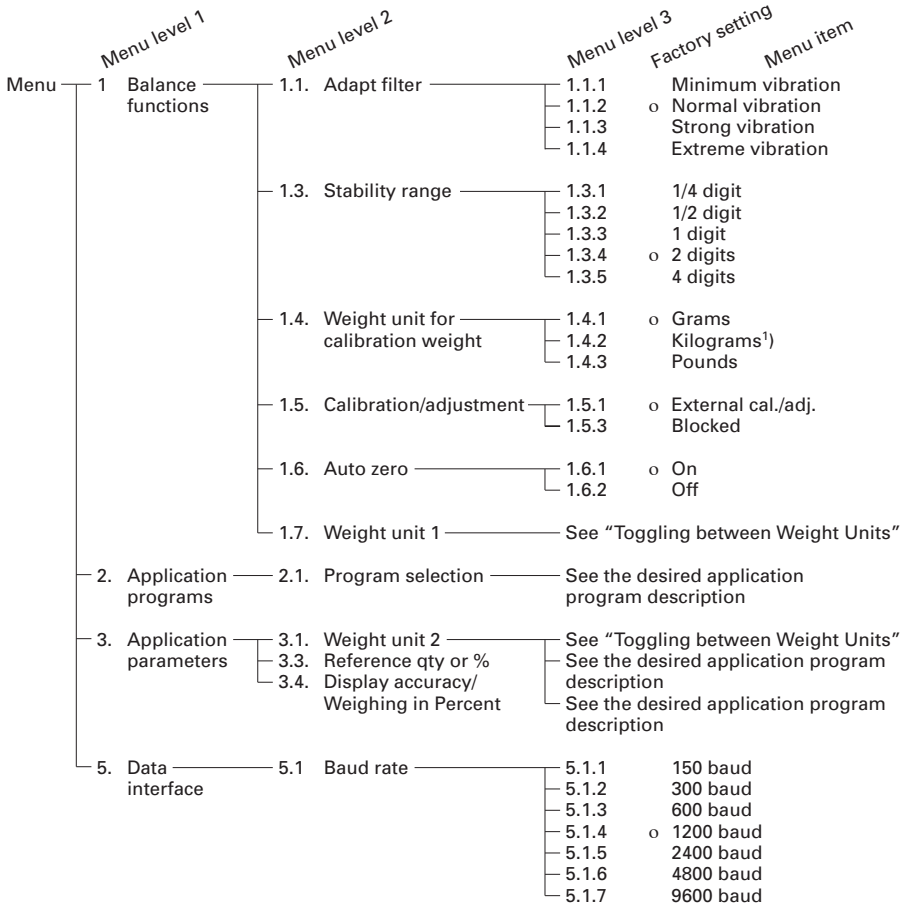 Menu level 1 Menu level 2 Menu level 3 Factory setting Menu item
Menu 1 Balance 1.1. Adapt filter 1.1.1 Minimum vibration
functions 1.1.2 o Normal vibration
1.1.3 Strong vibration
1.1.4 Extreme vibration
1.3. Stability range 1.3.1 1/4 digit
1.3.2 1/2 digit
1.3.3 1 digit
1.3.4 o 2 digits
1.3.5 4 digits
1.4. Weight unit for 1.4.1 o Grams
calibration weight 1.4.2 Kilograms¹)
1.4.3 Pounds
1.5. Calibration/adjustment 1.5.1 o External cal./adj.
1.5.3 Blocked
1.6. Auto zero 1.6.1 o On
1.6.2 Off
1.7. Weight unit 1 See “Toggling between Weight Units”
2. Application 2.1. Program selection See the desired application
programs program description
3. Application 3.1. Weight unit 2 See “Toggling between Weight Units”
parameters 3.3. Reference qty or % See the desired application program
3.4. Display accuracy/ description
Weighing in Percent See the desired application program
description
5. Data 5.1 Baud rate 5.1.1 150 baud
interface 5.1.2 300 baud
5.1.3 600 baud
5.1.4 o 1200 baud
5.1.5 2400 baud
5.1.6 4800 baud
5.1.7 9600 baud